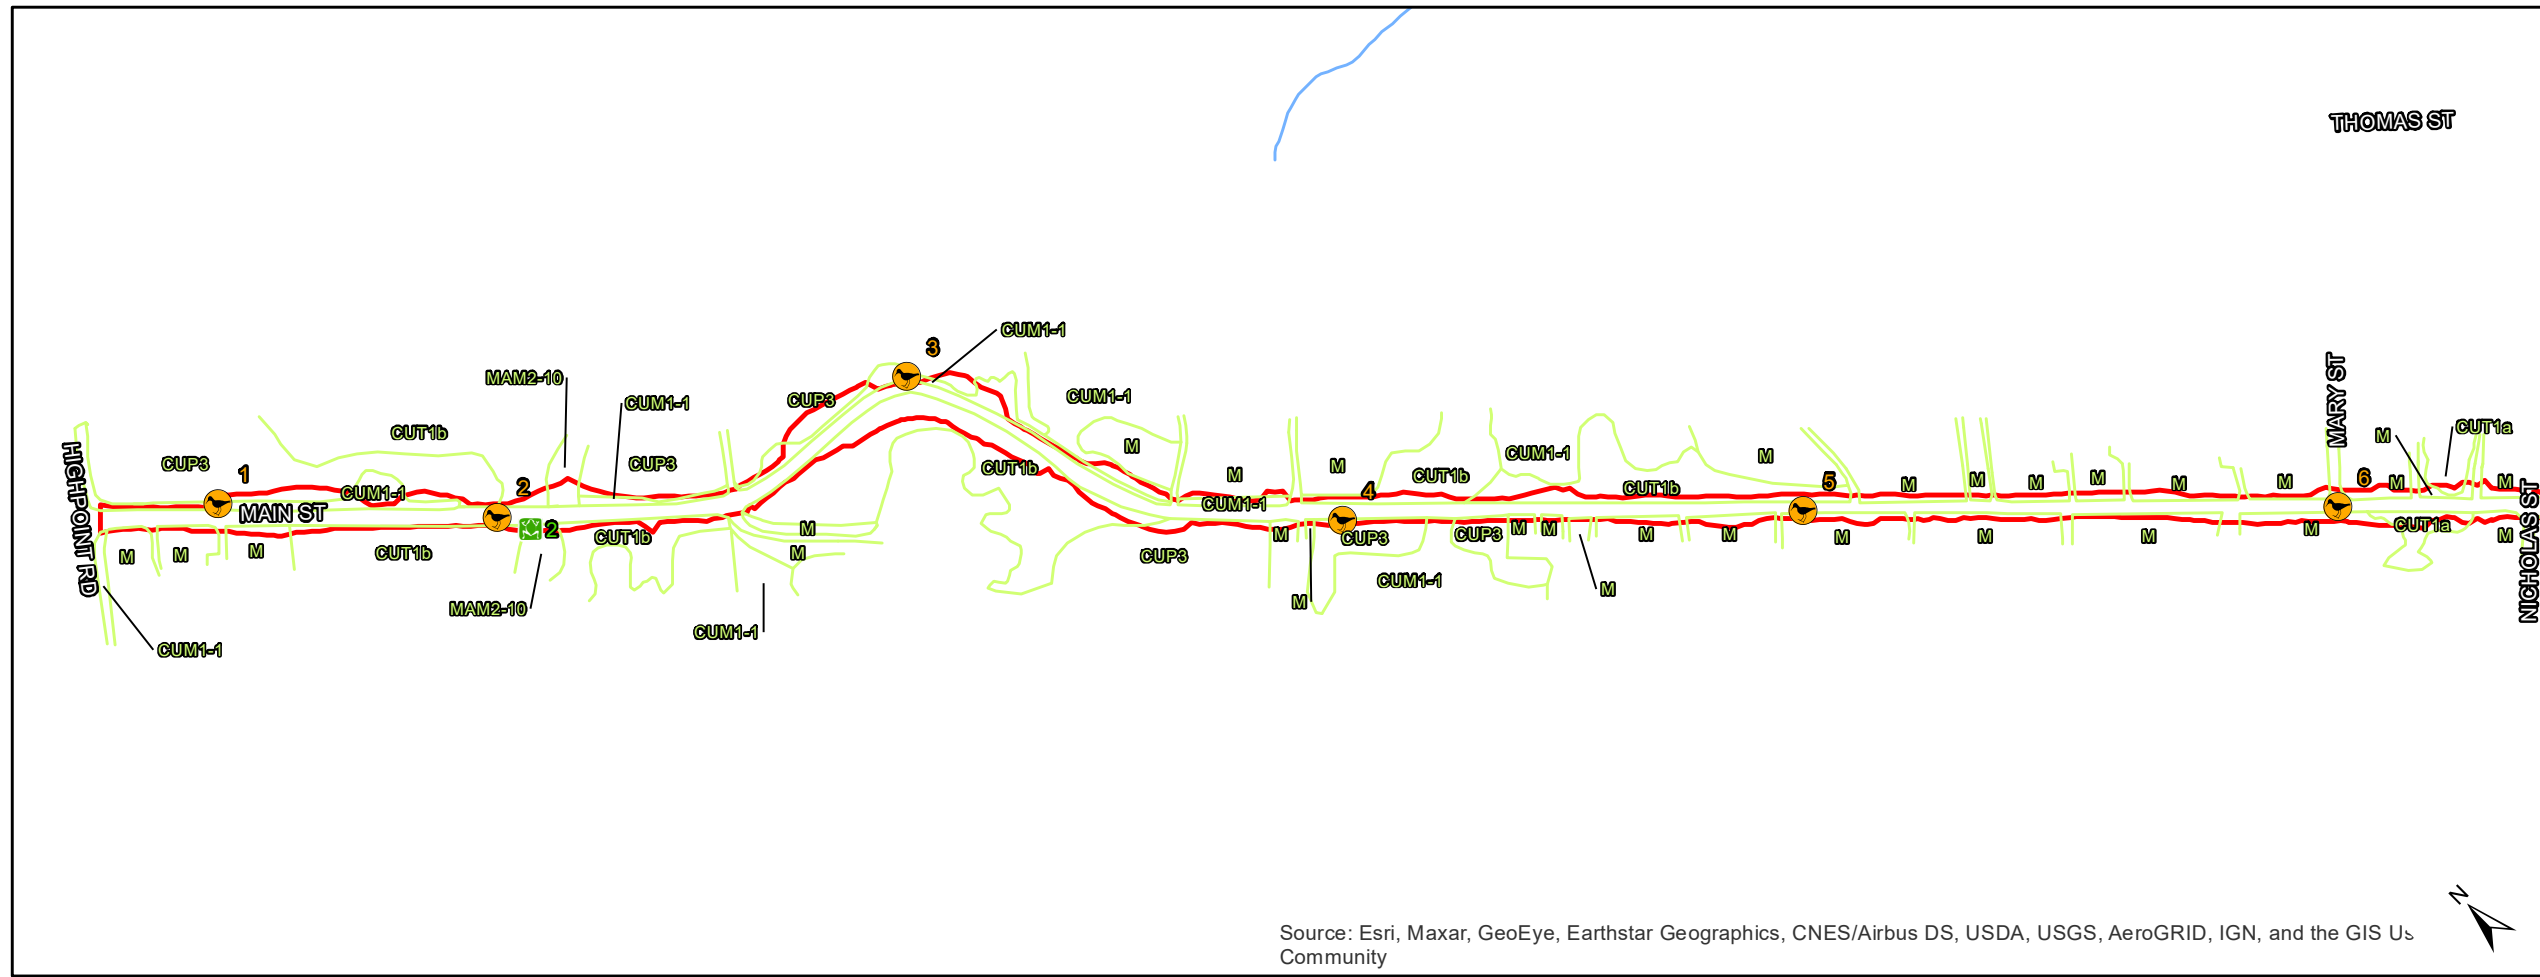 THOMAS ST
CUM1-1
3
MAM2-10
CUM1-1
CUP3
CUM1-1
MARY ST
CUT1b
CUP3
1
CUP3
CUM1-1
2
MAIN ST
HIGHPOINT RD
M
M
M
CUT1b
2
MAM2-10
CUT1b
M
M
CUM1-1
CUM1-1
CUT1b
M
M
CUM1-1
CUP3
M
M
4
CUP3
CUT1b
CUM1-1
CUP3
M
M
M
CUM1-1
M
CUT1b
M
5
M
M
M
M
M
M
M
M
M
M
M
M
6
M
M
M
CUT1a
M
CUT1a
M
NICHOLAS ST
N
Source: Esri, Maxar, GeoEye, Earthstar Geographics, CNES/Airbus DS, USDA, USGS, AeroGRID, IGN, and the GIS Us
Community